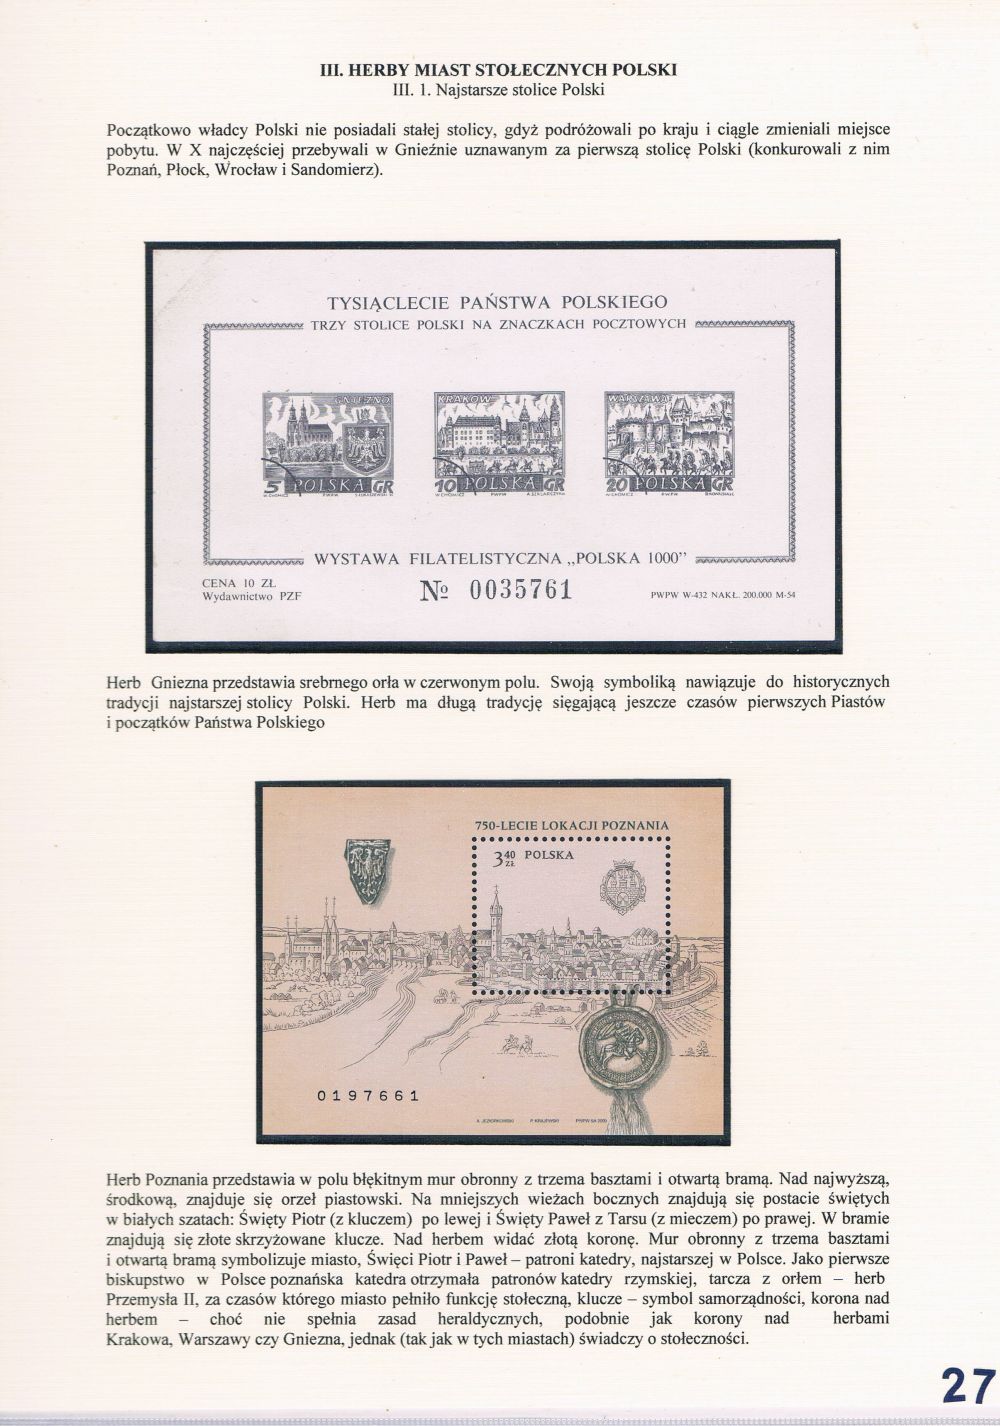 III. HERBY MIAST STOŁECZNYCH POLSKI
III. 1. Najstarsze stolice Polski
Początkowo władcy Polski nie posiadali stałej stolicy, gdyż podróżowali po kraju i ciągle zmieniali miejsce
pobytu. W X najczęściej przebywali w Gnieźnie uznawanym za pierwszą stolicę Polski (konkurowali z nim
Poznań, Płock, Wrocław i Sandomierz).
TYSIĄCLECIE PAŃSTWA POLSKIEGO
TRZY STOLICE POLSKI NA ZNACZKACH POCZTOWYCH
GNIEZNO
5 POLSKA GR
W.CHOMICZ PWPW
KRAKÓW
10 POLSKA GR
W.CHOMICZ PWPW
WARSZAWA
20 POLSKA GR
W.CHOMICZ PWPW
WYSTAWA FILATELISTYCZNA „POLSKA 1000”
CENA 10 ZŁ
Wydawnictwo PZF
№ 0035761
PWPW W-432 NAKŁ. 200.000 M-54
Herb Gniezna przedstawia srebrnego orła w czerwonym polu. Swoją symboliką nawiązuje do historycznych
tradycji najstarszej stolicy Polski. Herb ma długą tradycję sięgającą jeszcze czasów pierwszych Piastów
i początków Państwa Polskiego
750-LECIE LOKACJI POZNANIA
3 40 ZŁ POLSKA
0197661
A. JEZIORKOWSKI P. KRAJEWSKI PWPW SA 2003
Herb Poznania przedstawia w polu błękitnym mur obronny z trzema basztami i otwartą bramą. Nad najwyższą,
środkową, znajduje się orzeł piastowski. Na mniejszych wieżach bocznych znajdują się postacie świętych
w białych szatach: Święty Piotr (z kluczem) po lewej i Święty Paweł z Tarsu (z mieczem) po prawej. W bramie
znajdują się złote skrzyżowane klucze. Nad herbem widać złotą koronę. Mur obronny z trzema basztami
i otwartą bramą symbolizuje miasto, Święci Piotr i Paweł – patroni katedry, najstarszej w Polsce. Jako pierwsze
biskupstwo w Polsce poznańska katedra otrzymała patronów katedry rzymskiej, tarcza z orłem – herb
Przemysła II, za czasów którego miasto pełniło funkcję stołeczną, klucze – symbol samorządności, korona nad
herbem – choć nie spełnia zasad heraldycznych, podobnie jak korony nad herbami
Krakowa, Warszawy czy Gniezna, jednak (tak jak w tych miastach) świadczy o stołeczności.
27